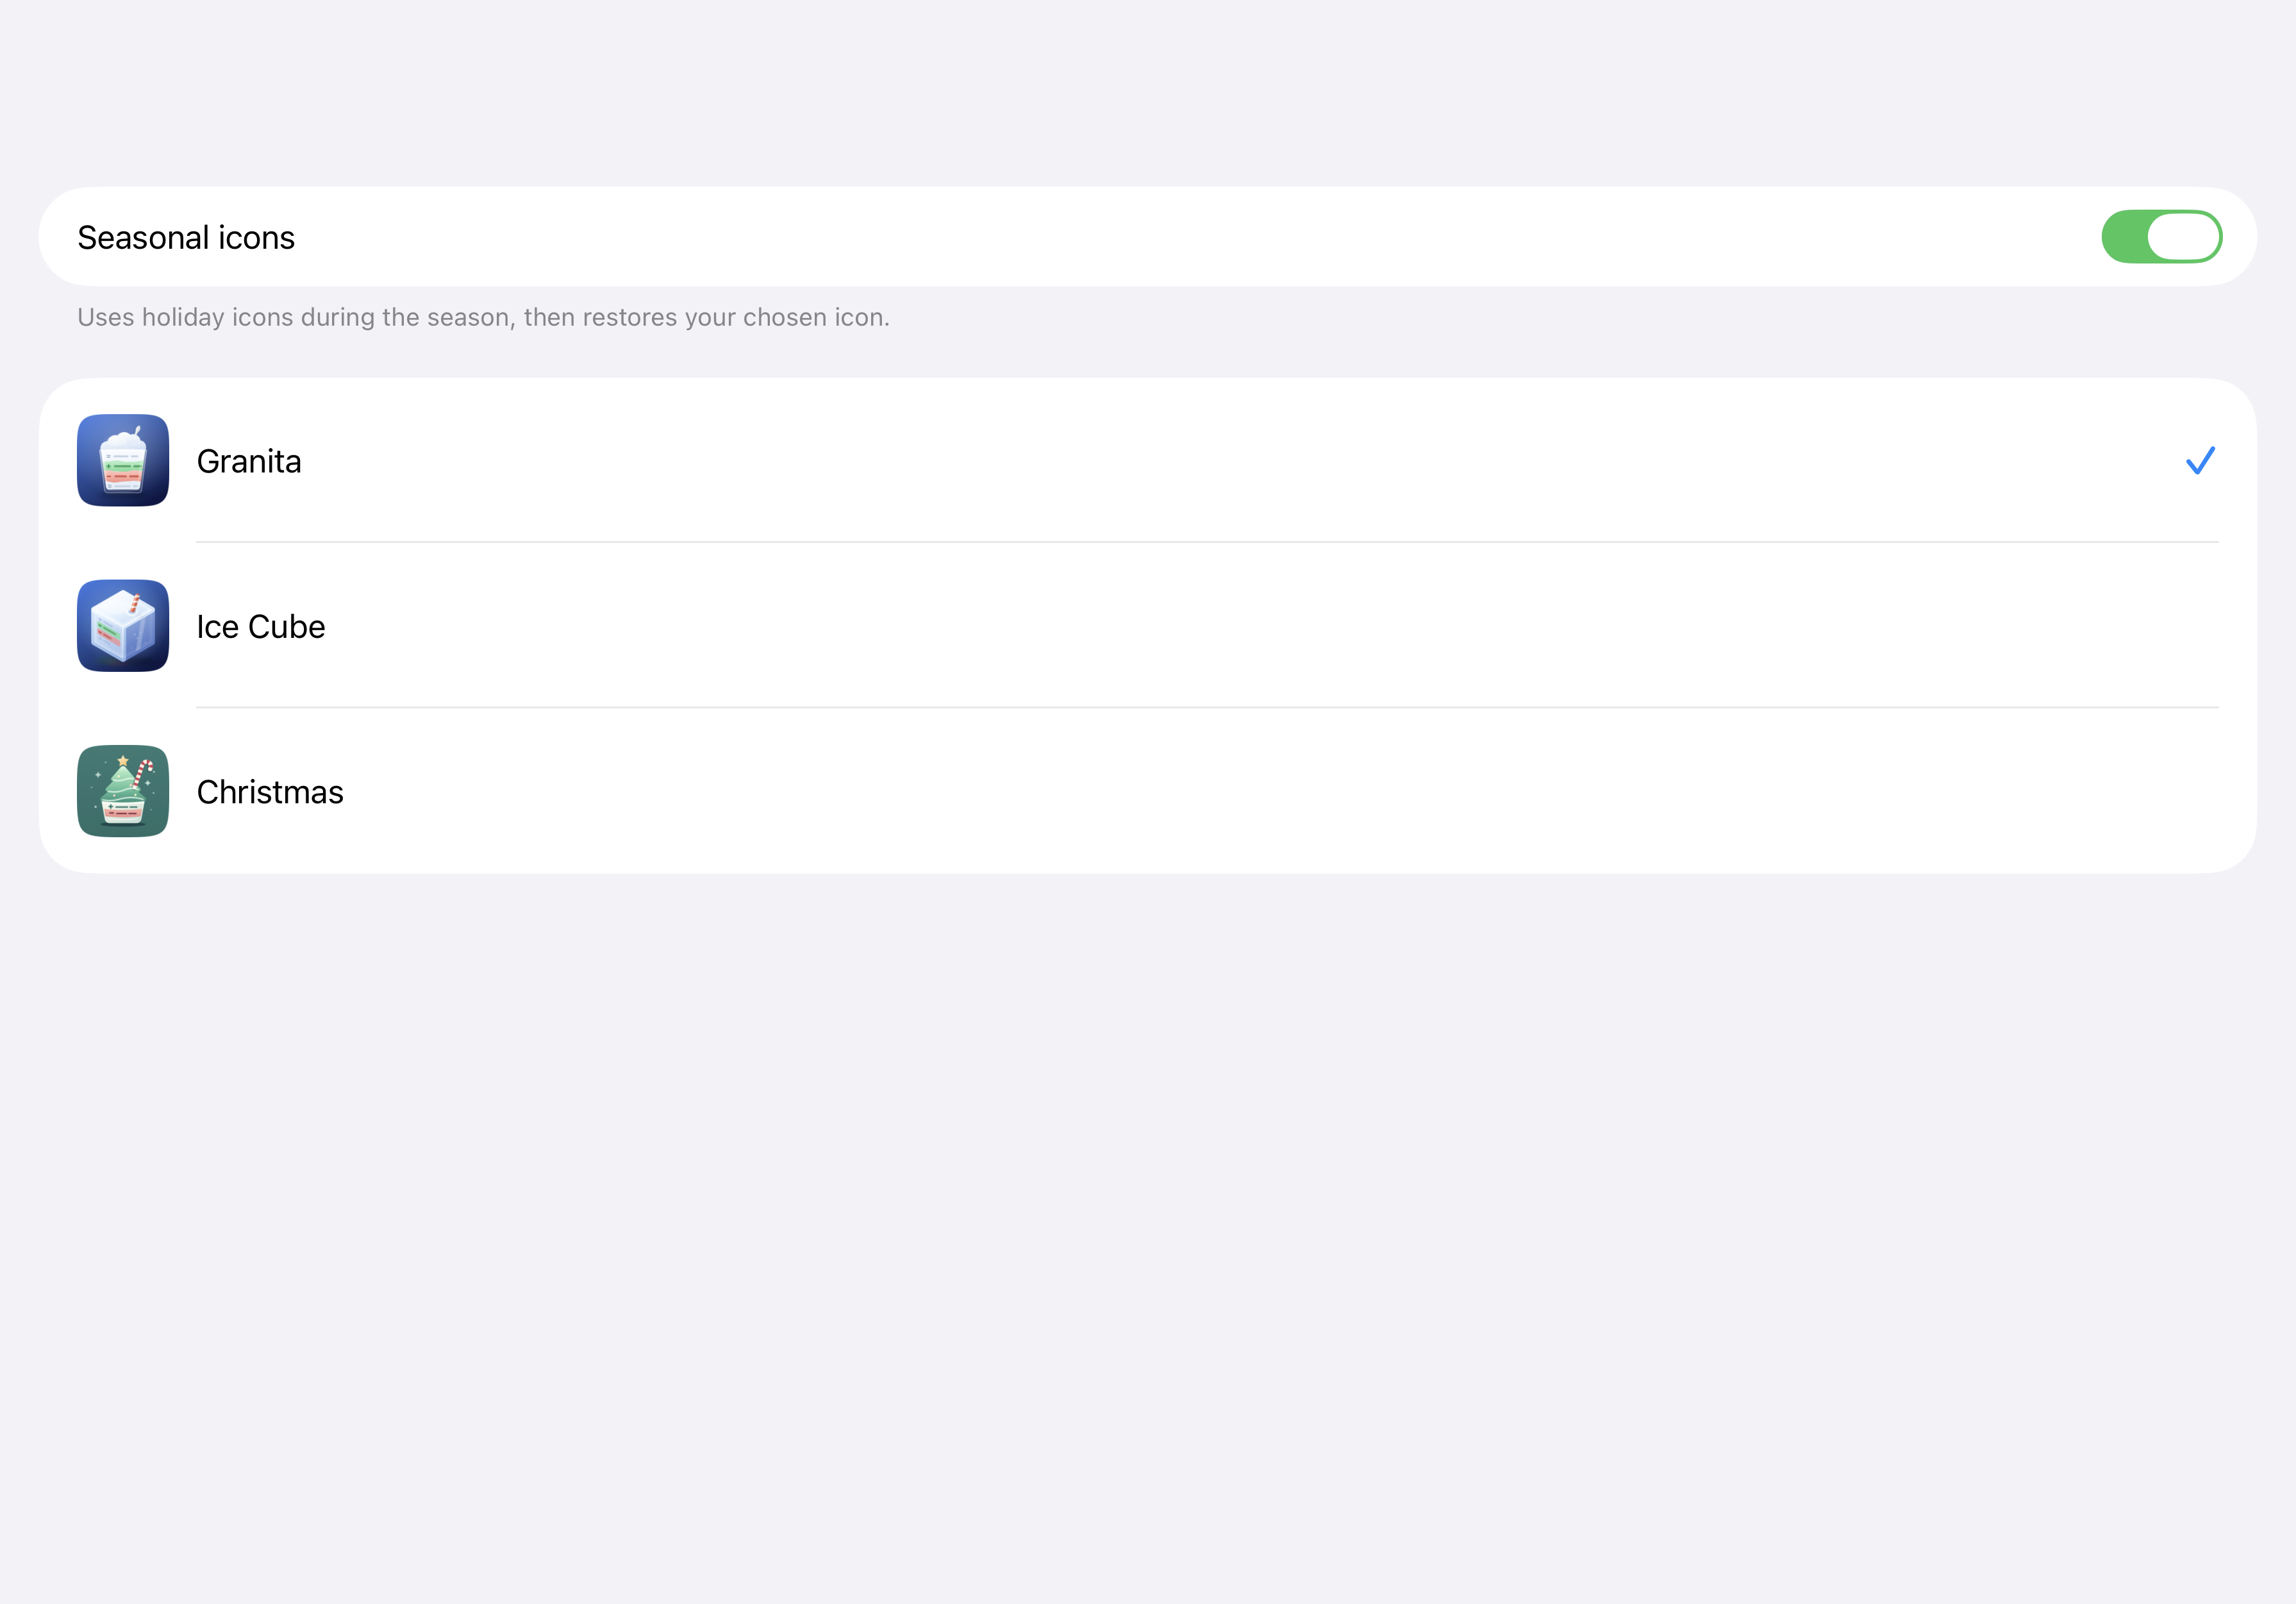 Seasonal icons
Uses holiday icons during the season, then restores your chosen icon.
Granita
Ice Cube
Christmas